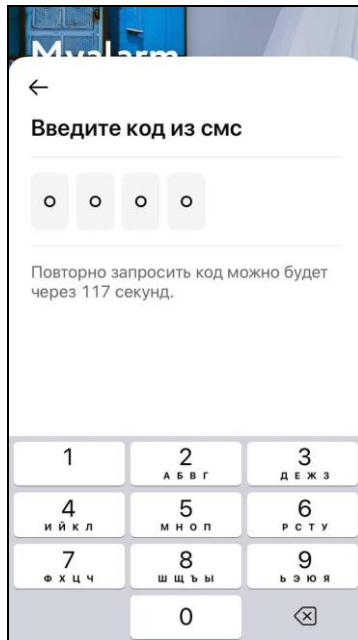 Myalarm
Введите код из смс
Повторно запросить код можно будет
через 117 секунд.
1
2
А Б В Г
3
Д Е Ж З
4
И Й К Л
5
М Н О П
6
Р С Т У
7
Ф Х Ц Ч
8
Ш Щ Ъ Ы
9
Ь Э Ю Я
0